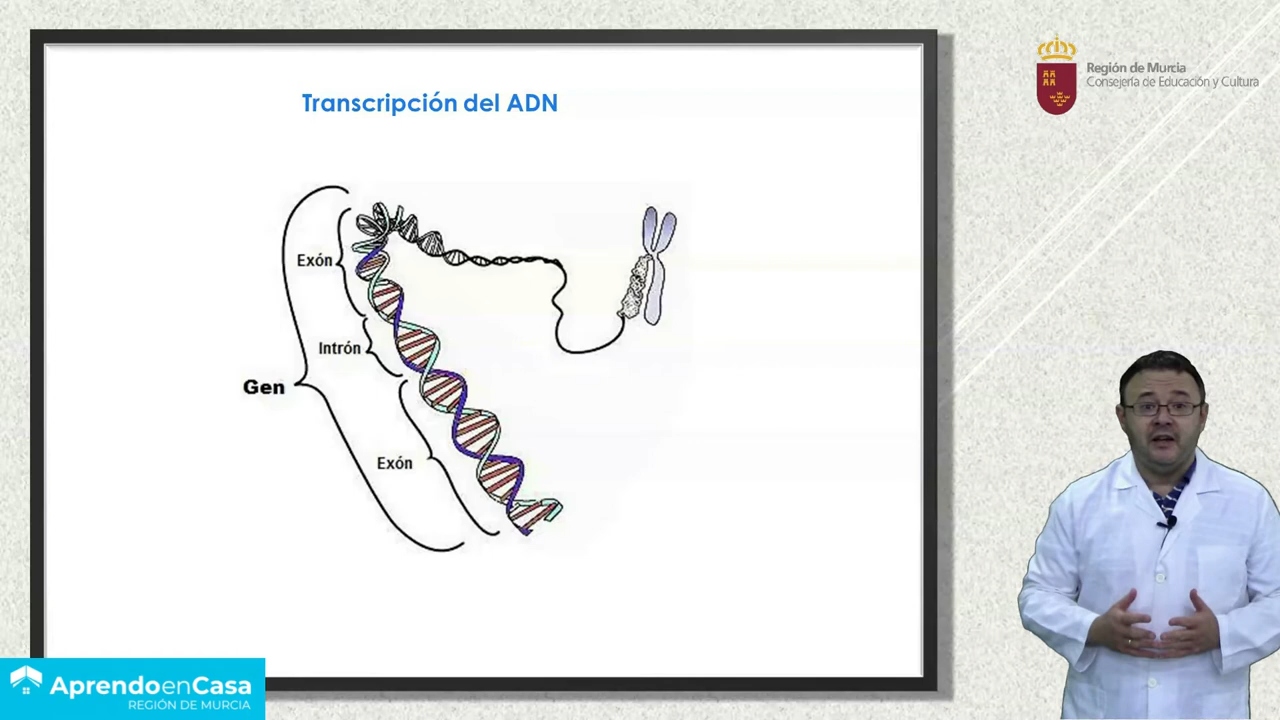 Transcripción del ADN
Región de Murcia
Consejería de Educación y Cultura
Exón
Intrón
Gen
Exón
AprendoenCasa
REGIÓN DE MURCIA